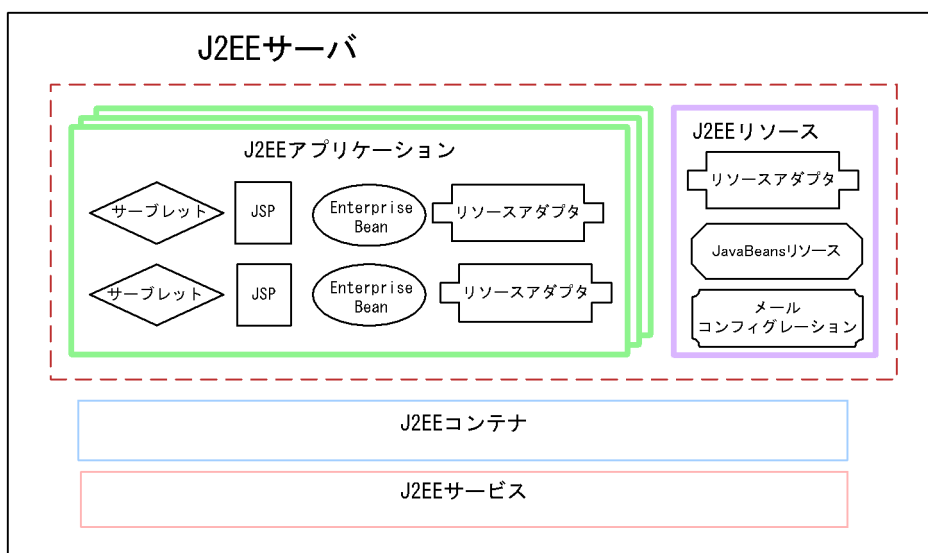 J2EEサーバ
J2EEアプリケーション
サーブレット
JSP
Enterprise
Bean
リソースアダプタ
サーブレット
JSP
Enterprise
Bean
リソースアダプタ
J2EEリソース
リソースアダプタ
JavaBeansリソース
メール
コンフィグレーション
J2EEコンテナ
J2EEサービス